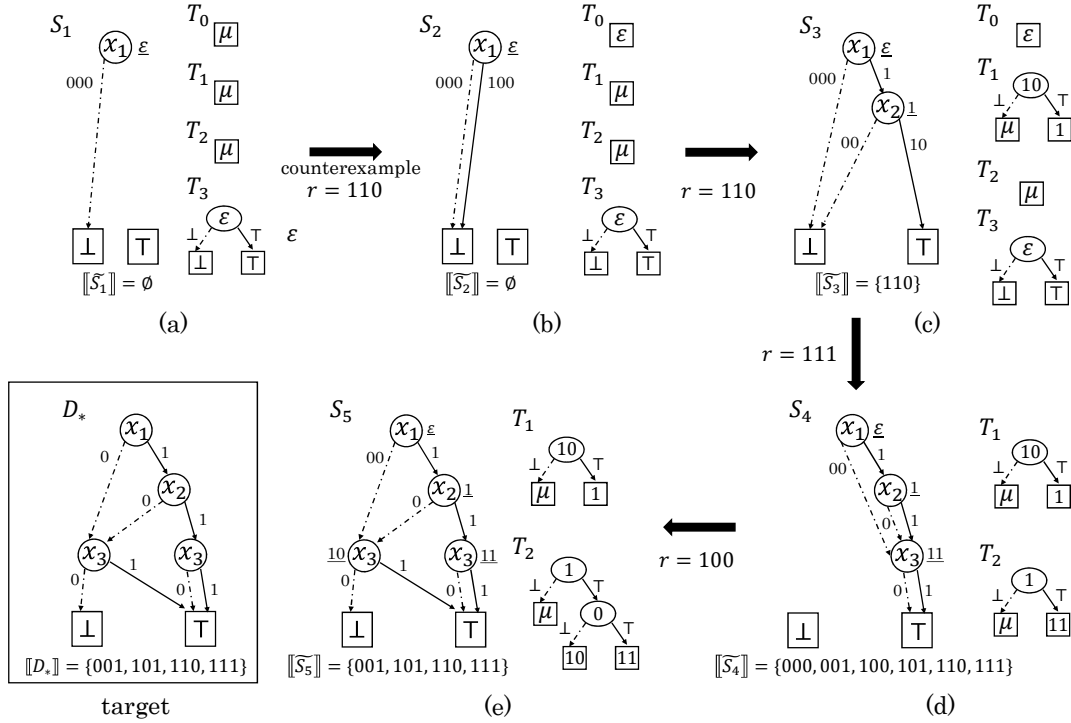 S₁
x₁ ε
000
⊥ ⊤
⟦S̃₁⟧ = ∅
(a)
T₀
μ
T₁
μ
T₂
μ
T₃
ε
⊥ ⊤
⊥ ⊤
ε
counterexample
r = 110
S₂
x₁ ε
000 100
⊥ ⊤
⟦S̃₂⟧ = ∅
(b)
T₀
ε
T₁
μ
T₂
μ
T₃
ε
⊥ ⊤
⊥ ⊤
r = 110
S₃
x₁ ε
000 1
x₂ 1
00 10
⊥ ⊤
⟦S̃₃⟧ = {110}
(c)
T₀
ε
T₁
10
⊥ ⊤
μ 1
T₂
μ
T₃
ε
⊥ ⊤
⊥ ⊤
r = 111
D∗
x₁
0 1
x₂
0 1
x₃ x₃
0 1 0 1
⊥ ⊤
⟦D∗⟧ = {001, 101, 110, 111}
target
S₅
x₁ ε
00 1
x₂ 1
0 1
10 x₃ x₃ 11
0 1 0 1
⊥ ⊤
⟦S̃₅⟧ = {001, 101, 110, 111}
(e)
T₁
10
⊥ ⊤
μ 1
T₂
1
⊥ ⊤
μ 0
⊥ ⊤
10 11
r = 100
S₄
x₁ ε
00 1
x₂ 1
0 1
x₃ 11
0 1
⊥ ⊤
⟦S̃₄⟧ = {000, 001, 100, 101, 110, 111}
(d)
T₁
10
⊥ ⊤
μ 1
T₂
1
⊥ ⊤
μ 11